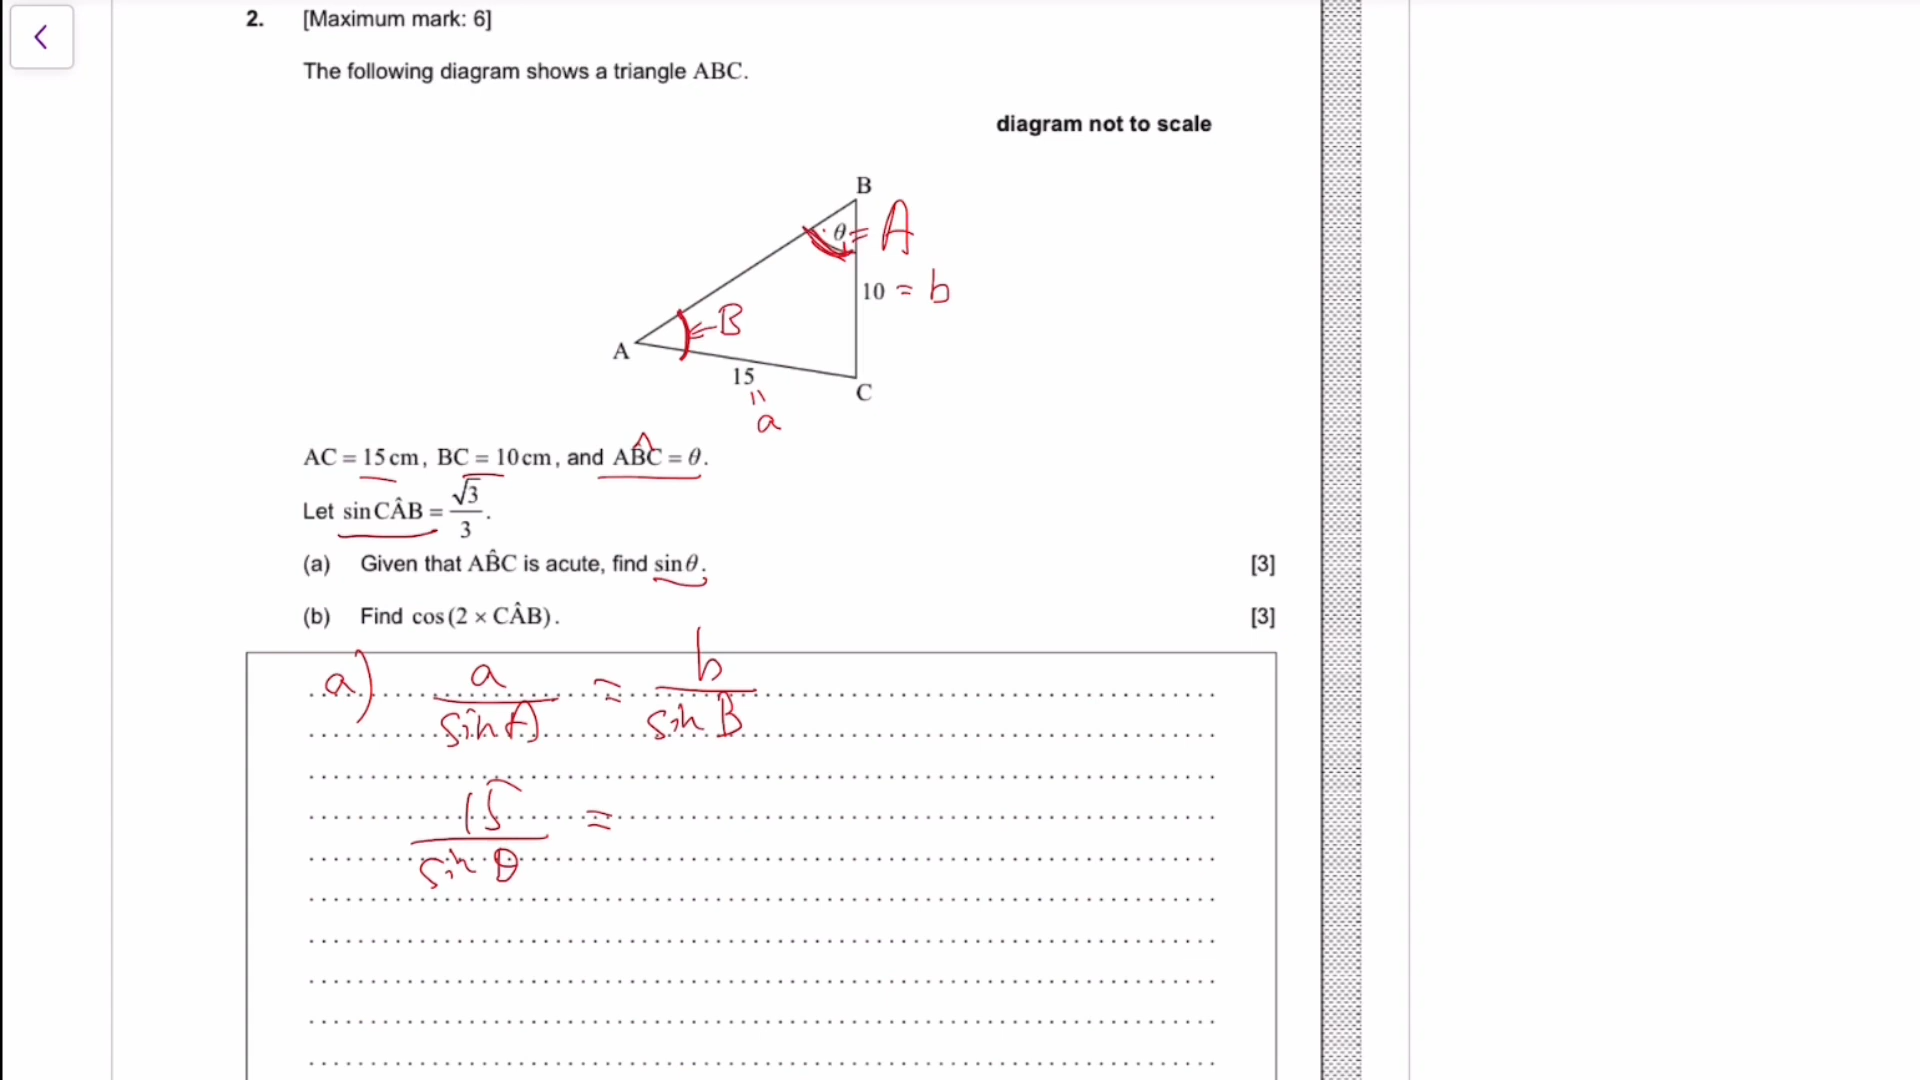 2. [Maximum mark: 6]
The following diagram shows a triangle ABC.
diagram not to scale
B
θ = A
10 = b
B
A
15
C
=
a
AC = 15 cm, BC = 10 cm, and AB̂C = θ.
Let sin CÂB = √3/3.
(a) Given that AB̂C is acute, find sin θ. [3]
(b) Find cos (2 × CÂB). [3]
a) a/sin A = b/sin B
15/sin θ =